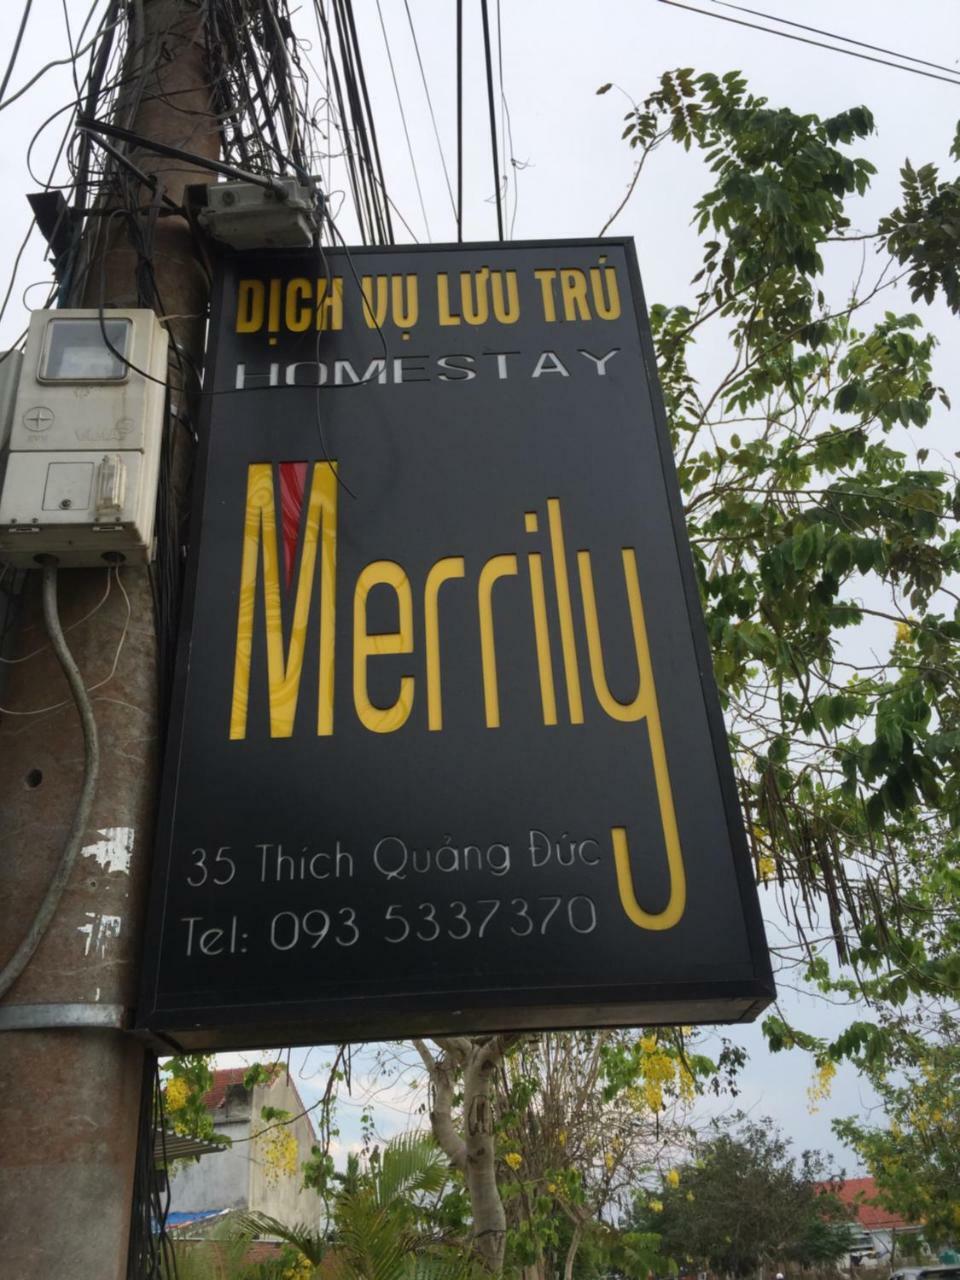 DỊCH VỤ LƯU TRÚ
HOMESTAY
Merrily
35 Thích Quảng Đức
Tel: 093 5337370